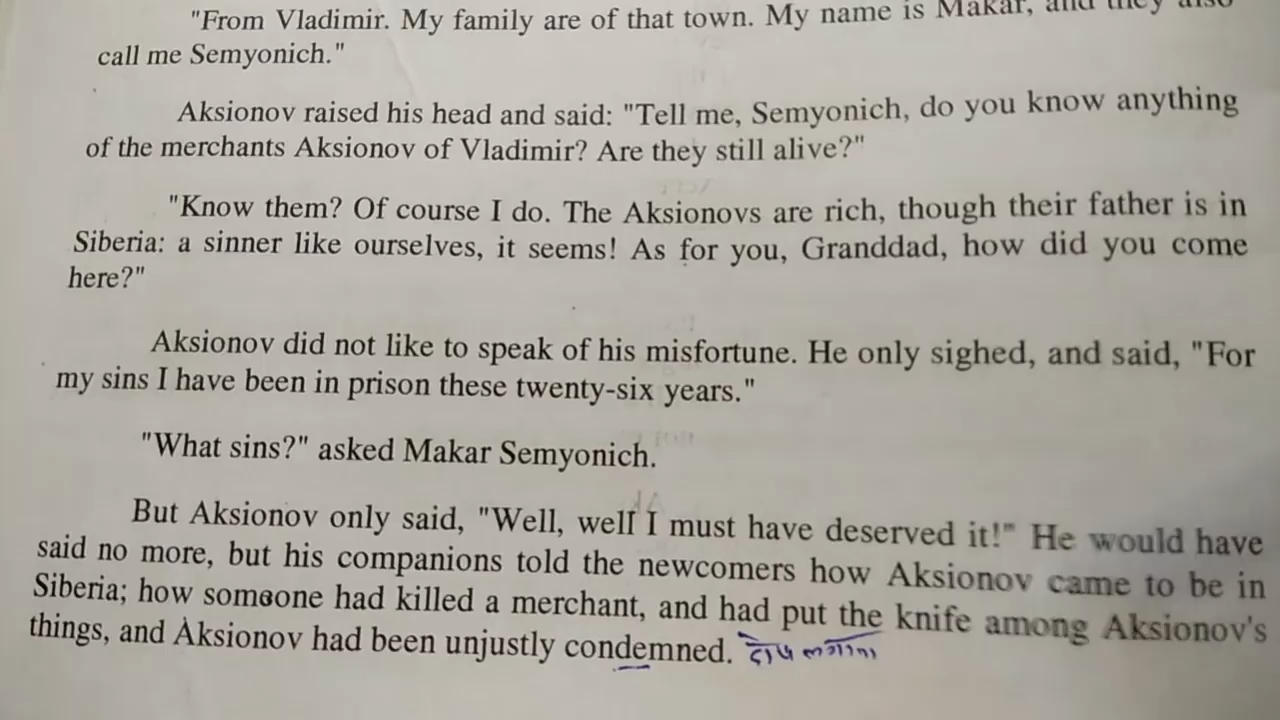 "From Vladimir. My family are of that town. My name is Makar, and they also
call me Semyonich."
Aksionov raised his head and said: "Tell me, Semyonich, do you know anything
of the merchants Aksionov of Vladimir? Are they still alive?"
"Know them? Of course I do. The Aksionovs are rich, though their father is in
Siberia: a sinner like ourselves, it seems! As for you, Granddad, how did you come
here?"
Aksionov did not like to speak of his misfortune. He only sighed, and said, "For
my sins I have been in prison these twenty-six years."
"What sins?" asked Makar Semyonich.
But Aksionov only said, "Well, well I must have deserved it!" He would have
said no more, but his companions told the newcomers how Aksionov came to be in
Siberia; how someone had killed a merchant, and had put the knife among Aksionov's
things, and Aksionov had been unjustly condemned. दोष लगाना